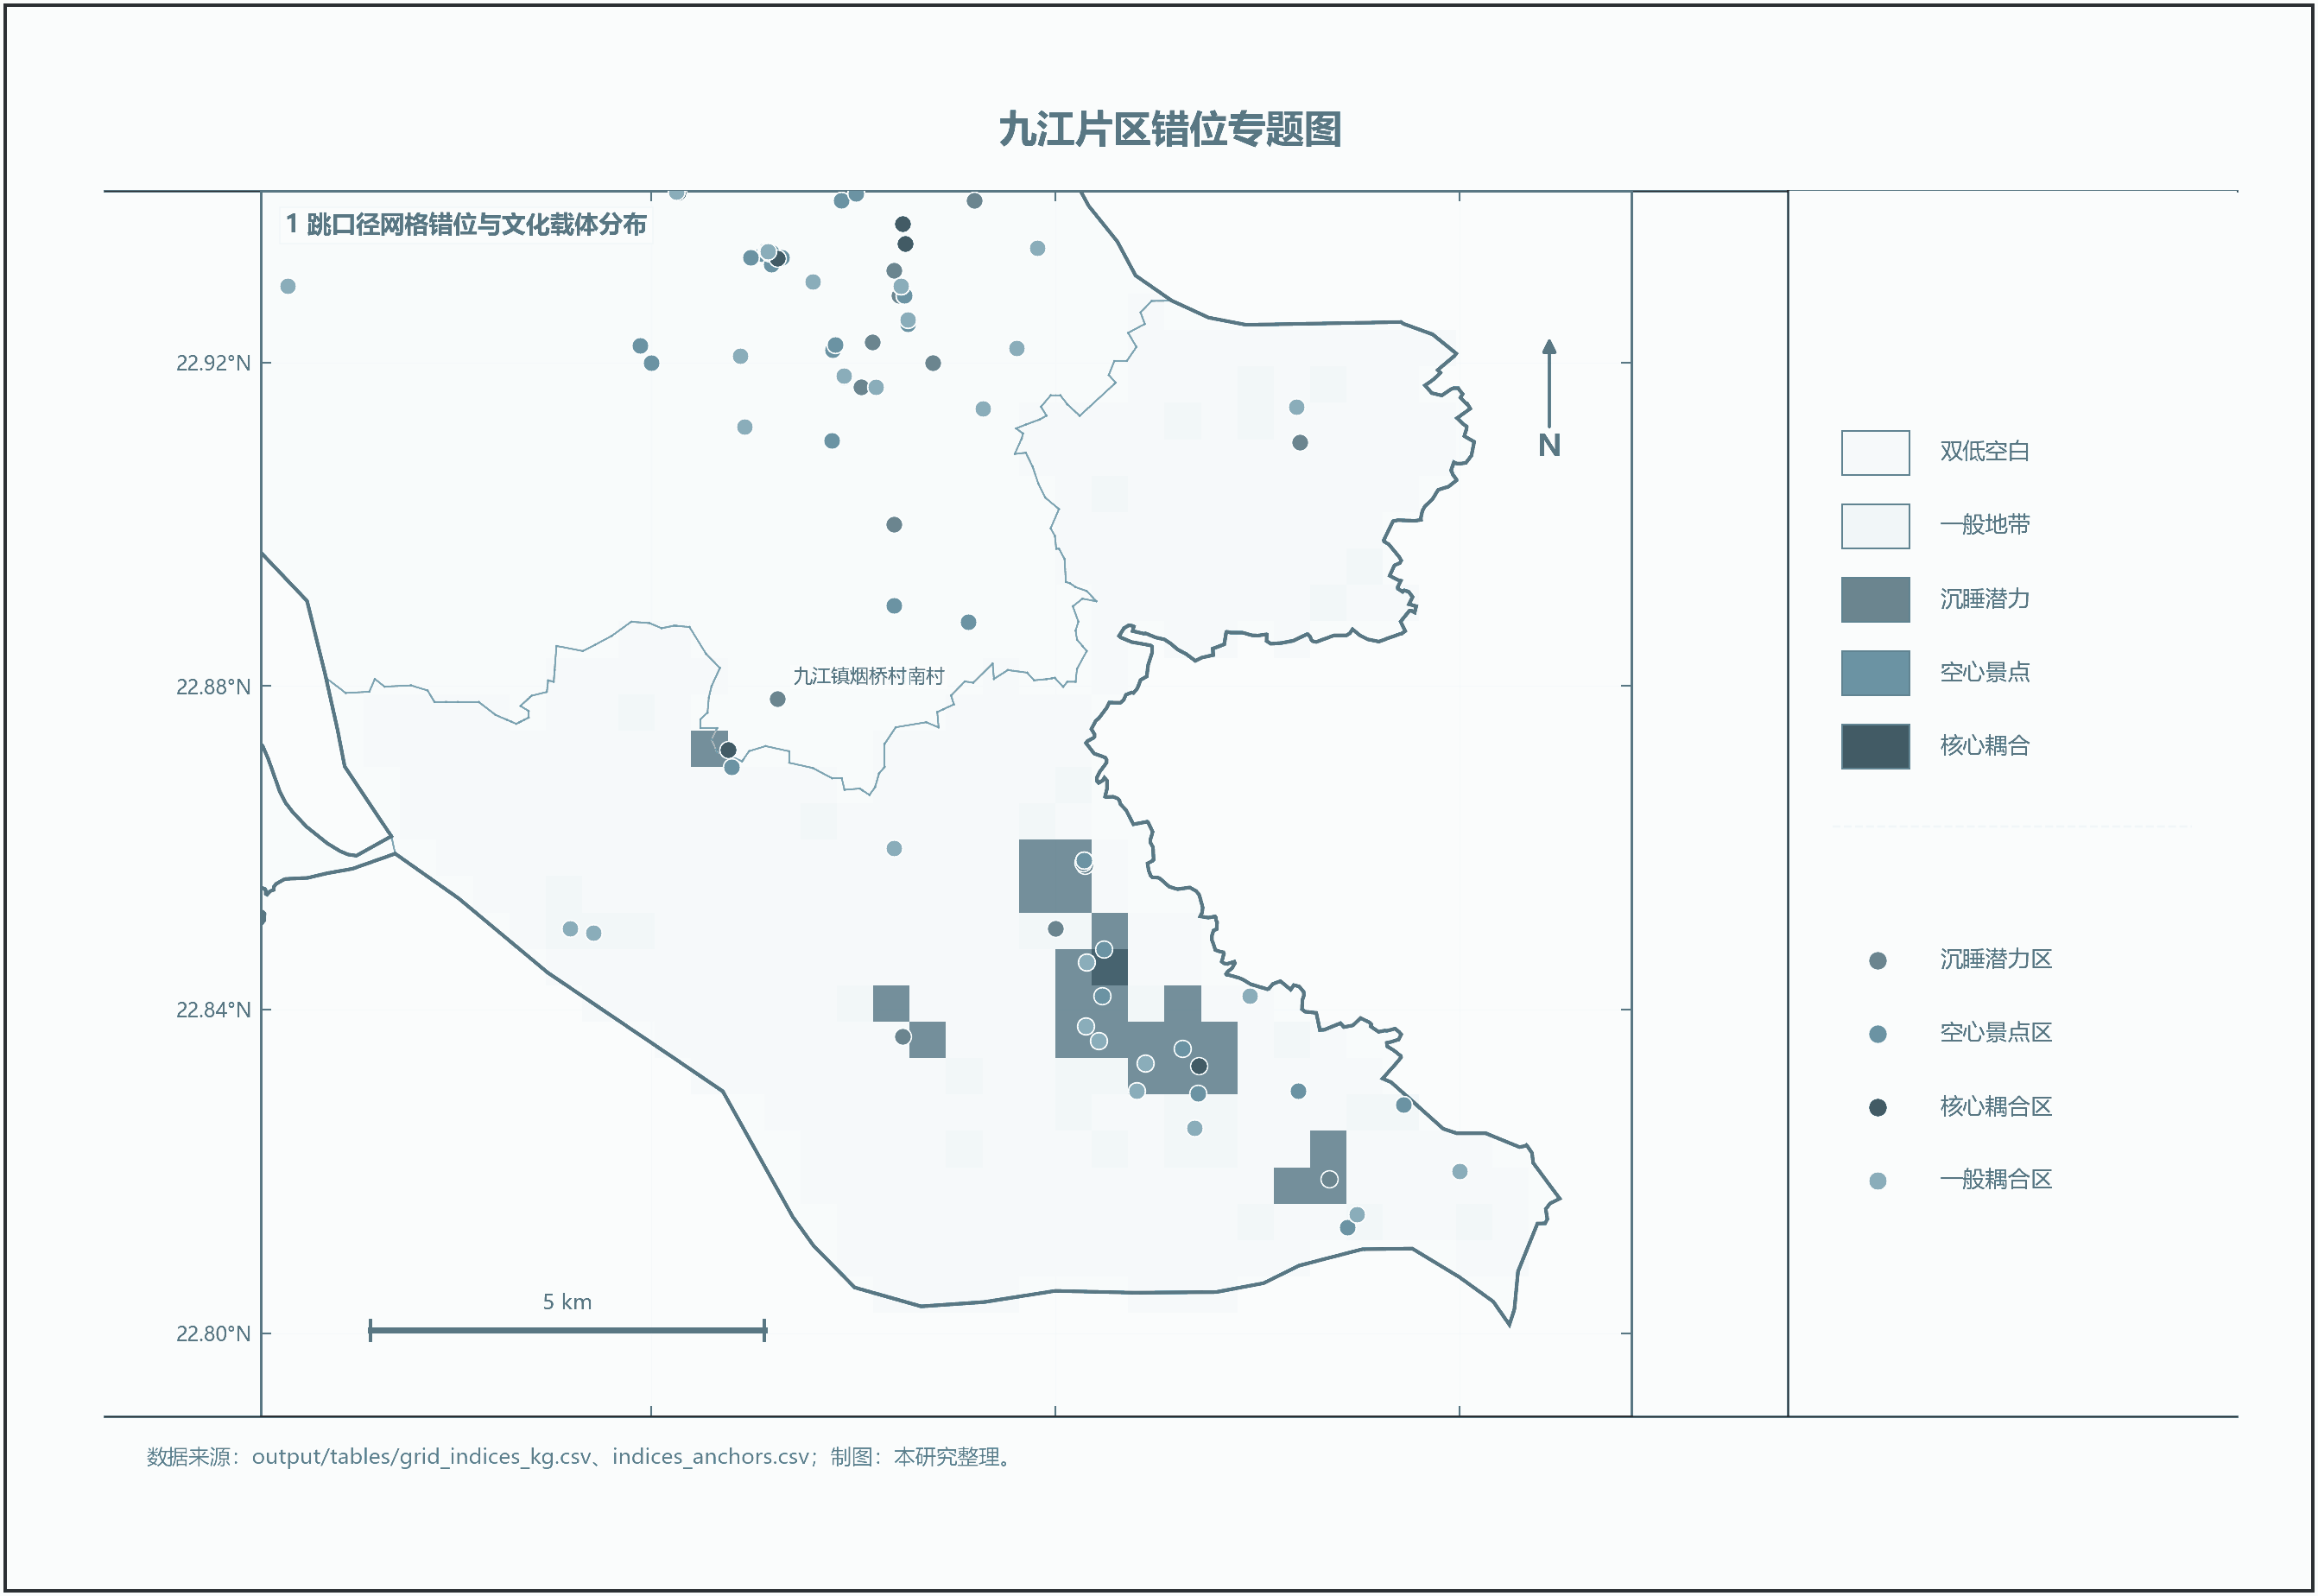 九江片区错位专题图
1 跳口径网格错位与文化载体分布
22.92°N
N
双低空白
一般地带
沉睡潜力
空心景点
22.88°N
九江镇烟桥村南村
核心耦合
沉睡潜力区
22.84°N
空心景点区
核心耦合区
一般耦合区
5 km
22.80°N
数据来源：output/tables/grid_indices_kg.csv、indices_anchors.csv；制图：本研究整理。